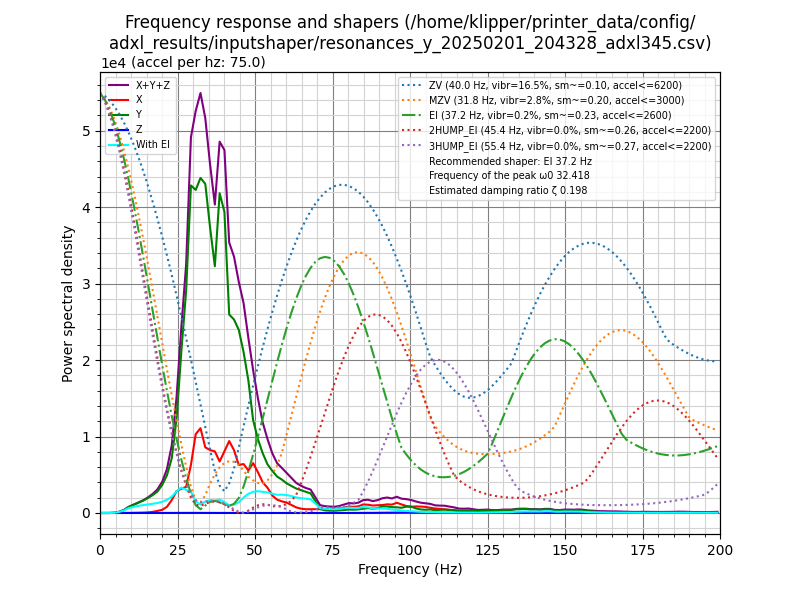 Frequency response and shapers (/home/klipper/printer_data/config/
adxl_results/inputshaper/resonances_y_20250201_204328_adxl345.csv)
1e4 (accel per hz: 75.0)
X+Y+Z
X
Y
Z
With EI
ZV (40.0 Hz, vibr=16.5%, sm~=0.10, accel<=6200)
MZV (31.8 Hz, vibr=2.8%, sm~=0.20, accel<=3000)
EI (37.2 Hz, vibr=0.2%, sm~=0.23, accel<=2600)
2HUMP_EI (45.4 Hz, vibr=0.0%, sm~=0.26, accel<=2200)
3HUMP_EI (55.4 Hz, vibr=0.0%, sm~=0.27, accel<=2200)
Recommended shaper: EI 37.2 Hz
Frequency of the peak ω0 32.418
Estimated damping ratio ζ 0.198
Power spectral density
5
4
3
2
1
0
0 25 50 75 100 125 150 175 200
Frequency (Hz)